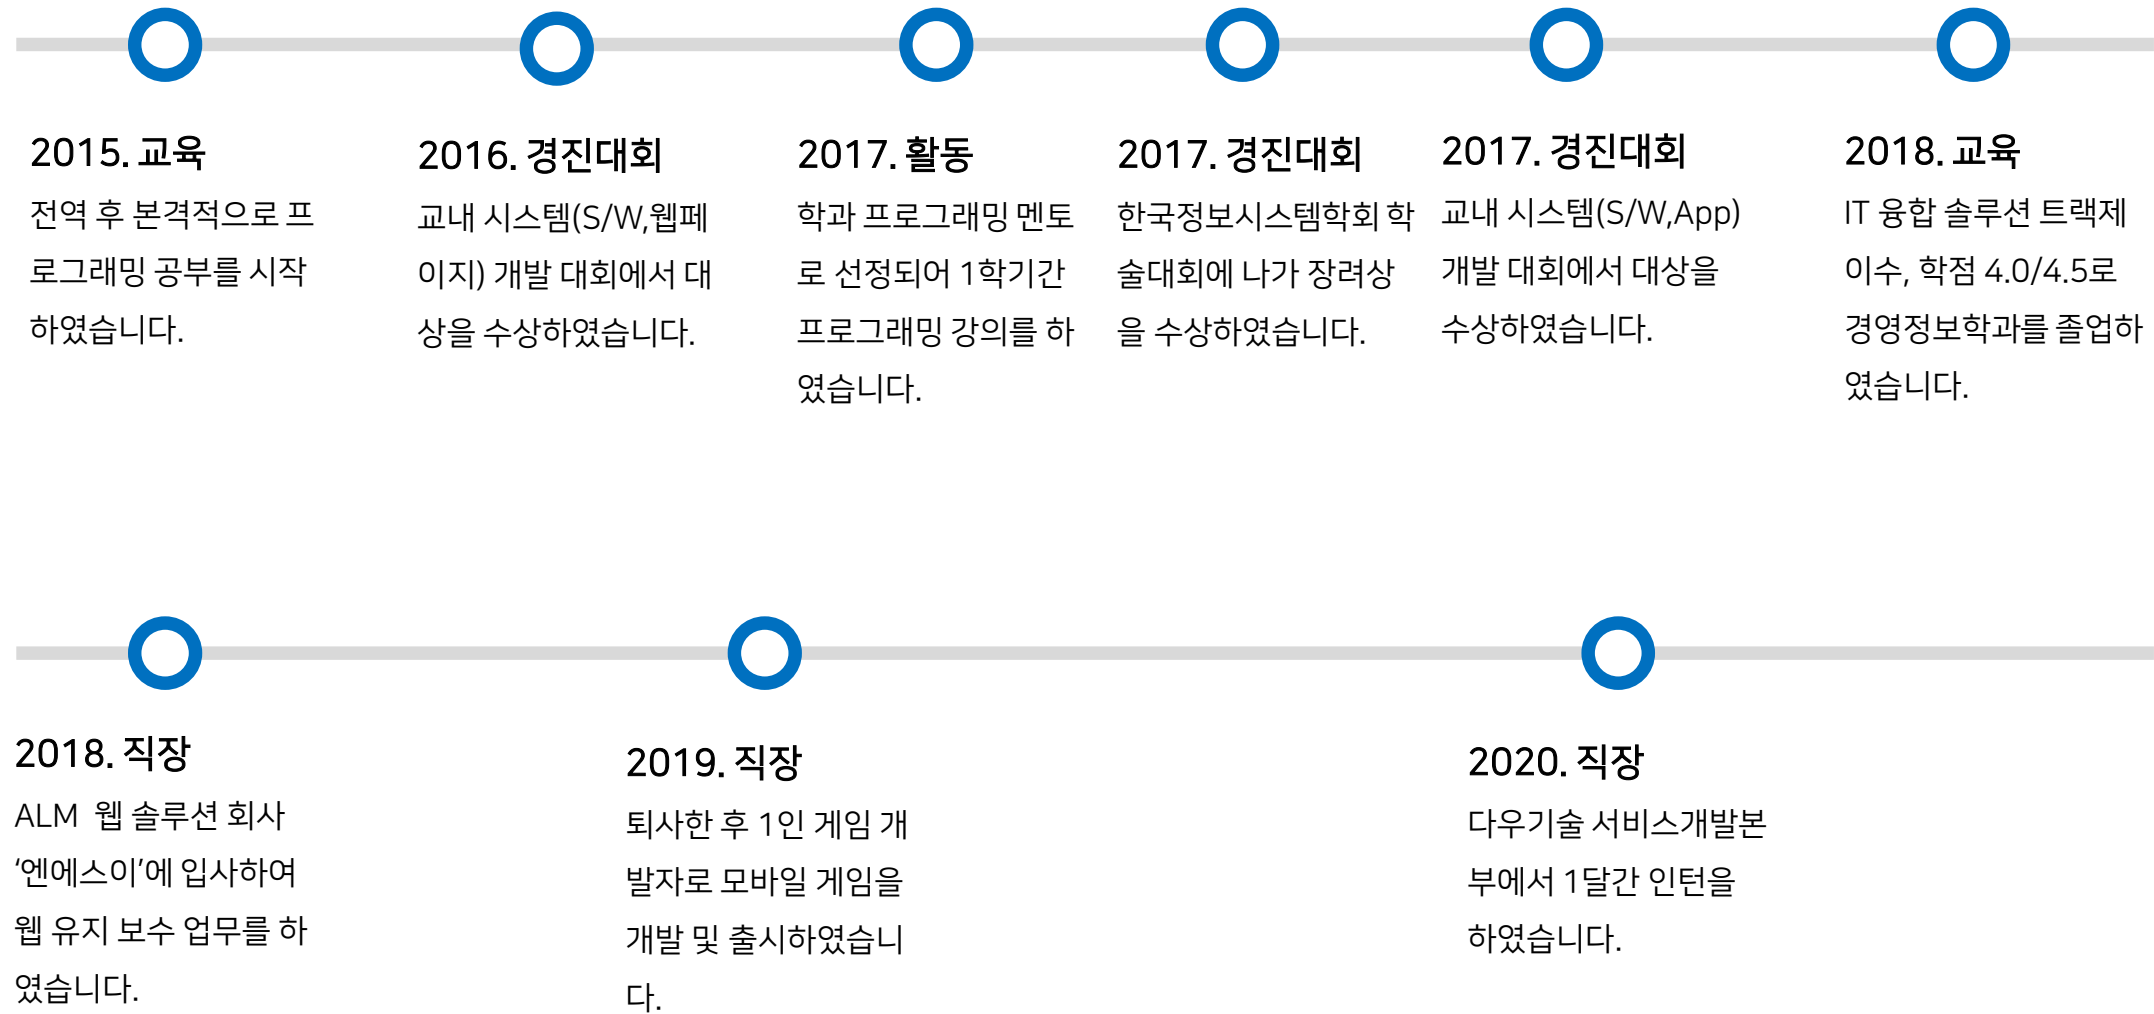 2015. 교육
전역 후 본격적으로 프
로그래밍 공부를 시작
하였습니다.
2016. 경진대회
교내 시스템(S/W,웹페
이지) 개발 대회에서 대
상을 수상하였습니다.
2017. 활동
학과 프로그래밍 멘토
로 선정되어 1학기간
프로그래밍 강의를 하
였습니다.
2017. 경진대회
한국정보시스템학회 학
술대회에 나가 장려상
을 수상하였습니다.
2017. 경진대회
교내 시스템(S/W,App)
개발 대회에서 대상을
수상하였습니다.
2018. 교육
IT 융합 솔루션 트랙제
이수, 학점 4.0/4.5로
경영정보학과를 졸업하
였습니다.
2018. 직장
ALM 웹 솔루션 회사
‘엔에스이’에 입사하여
웹 유지 보수 업무를 하
였습니다.
2019. 직장
퇴사한 후 1인 게임 개
발자로 모바일 게임을
개발 및 출시하였습니
다.
2020. 직장
다우기술 서비스개발본
부에서 1달간 인턴을
하였습니다.